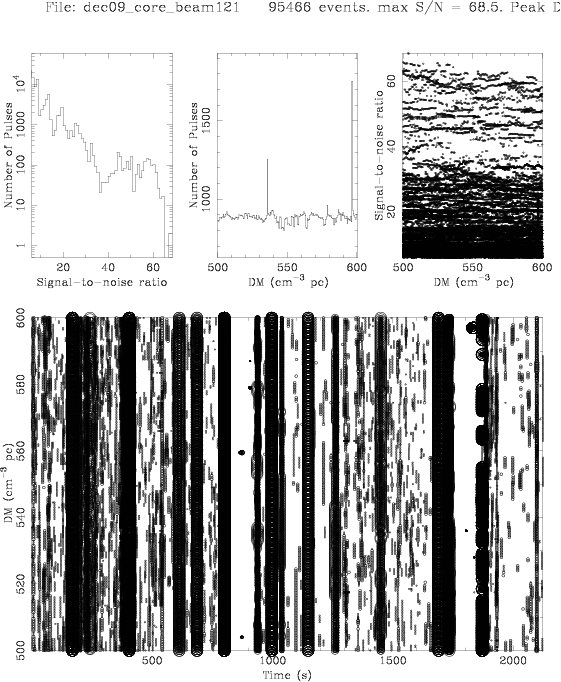 File: dec09_core_beam121 95466 events. max S/N = 68.5. Peak D
Number of Pulses
10⁴
1000
100
10
1
20 40 60
Signal-to-noise ratio
Number of Pulses
1500
1000
500 550 600
DM (cm⁻³ pc)
Signal-to-noise ratio
60
40
20
500 550 600
DM (cm⁻³ pc)
DM (cm⁻³ pc)
600
580
560
540
520
500
500 1000 1500 2000
Time (s)